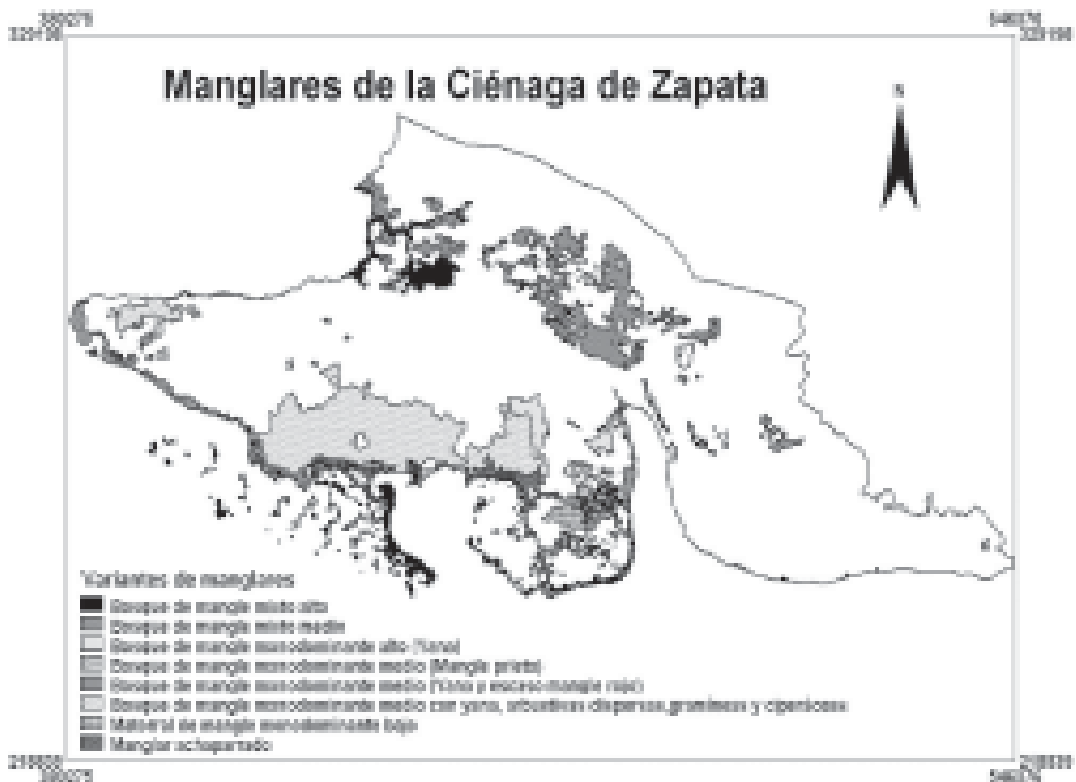 Manglares de la Ciénaga de Zapata
N
Variantes de manglares
Bosque de mangle mixto alto
Bosque de mangle mixto medio
Bosque de mangle monodominante alto (Yana)
Bosque de mangle monodominante medio (Mangle prieto)
Bosque de mangle monodominante medio (Yana y escaso mangle rojo)
Bosque de mangle monodominante medio con yana, arbustivas dispersas, gramíneas y ciperáceas
Matorral de mangle monodominante bajo
Manglar achaparrado